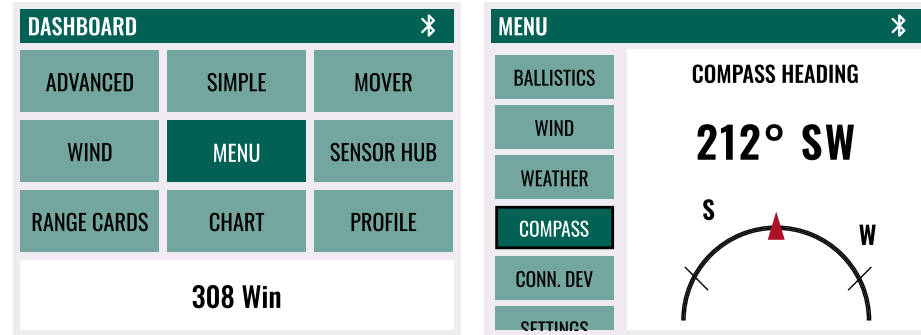 DASHBOARD
ADVANCED
SIMPLE
MOVER
WIND
MENU
SENSOR HUB
RANGE CARDS
CHART
PROFILE
308 Win
MENU
BALLISTICS
WIND
WEATHER
COMPASS
CONN. DEV
SETTINGS
COMPASS HEADING
212° SW
S
W